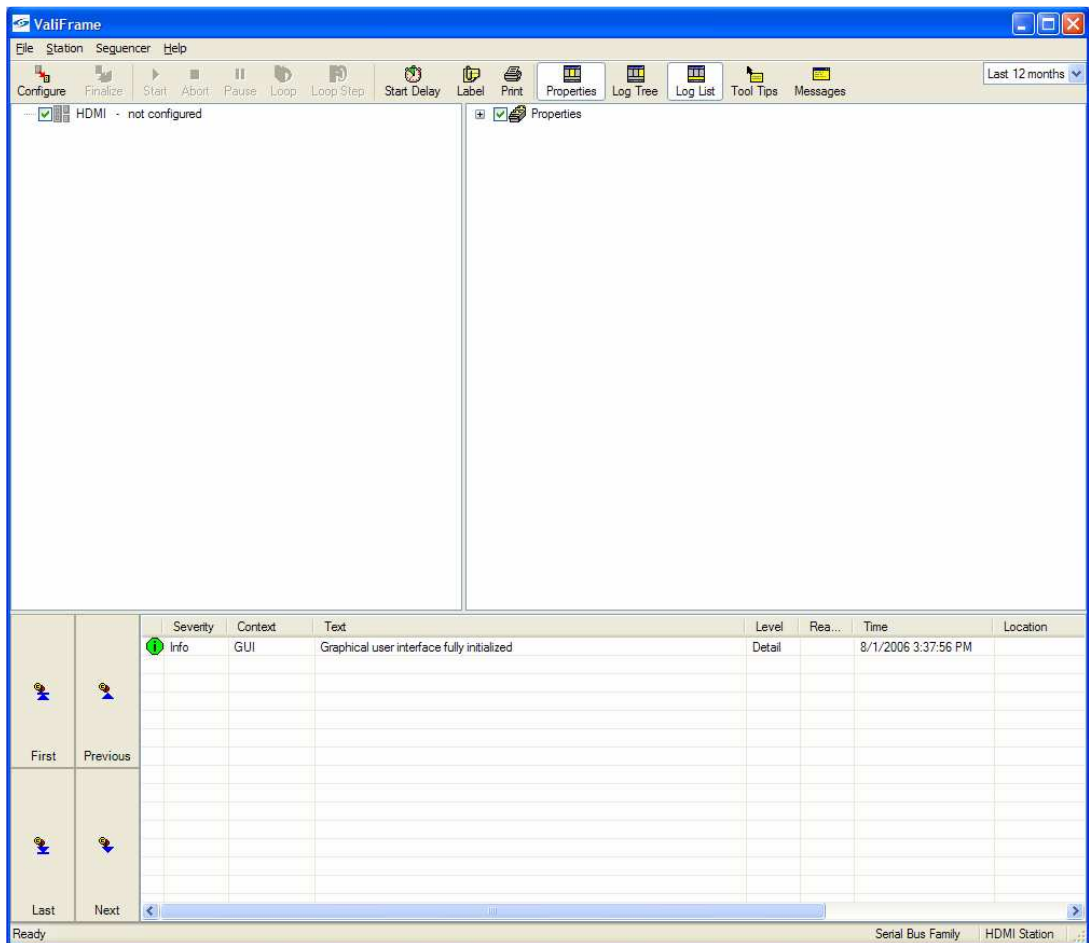 ValiFrame
File Station Sequencer Help
Configure Finalize Start Abort Pause Loop Loop Step Start Delay Label Print Properties Log Tree Log List Tool Tips Messages Last 12 months
HDMI - not configured
Properties
Severity Context Text Level Rea... Time Location
Info GUI Graphical user interface fully initialized Detail 8/1/2006 3:37:56 PM
First Previous
Last Next
Ready Serial Bus Family HDMI Station